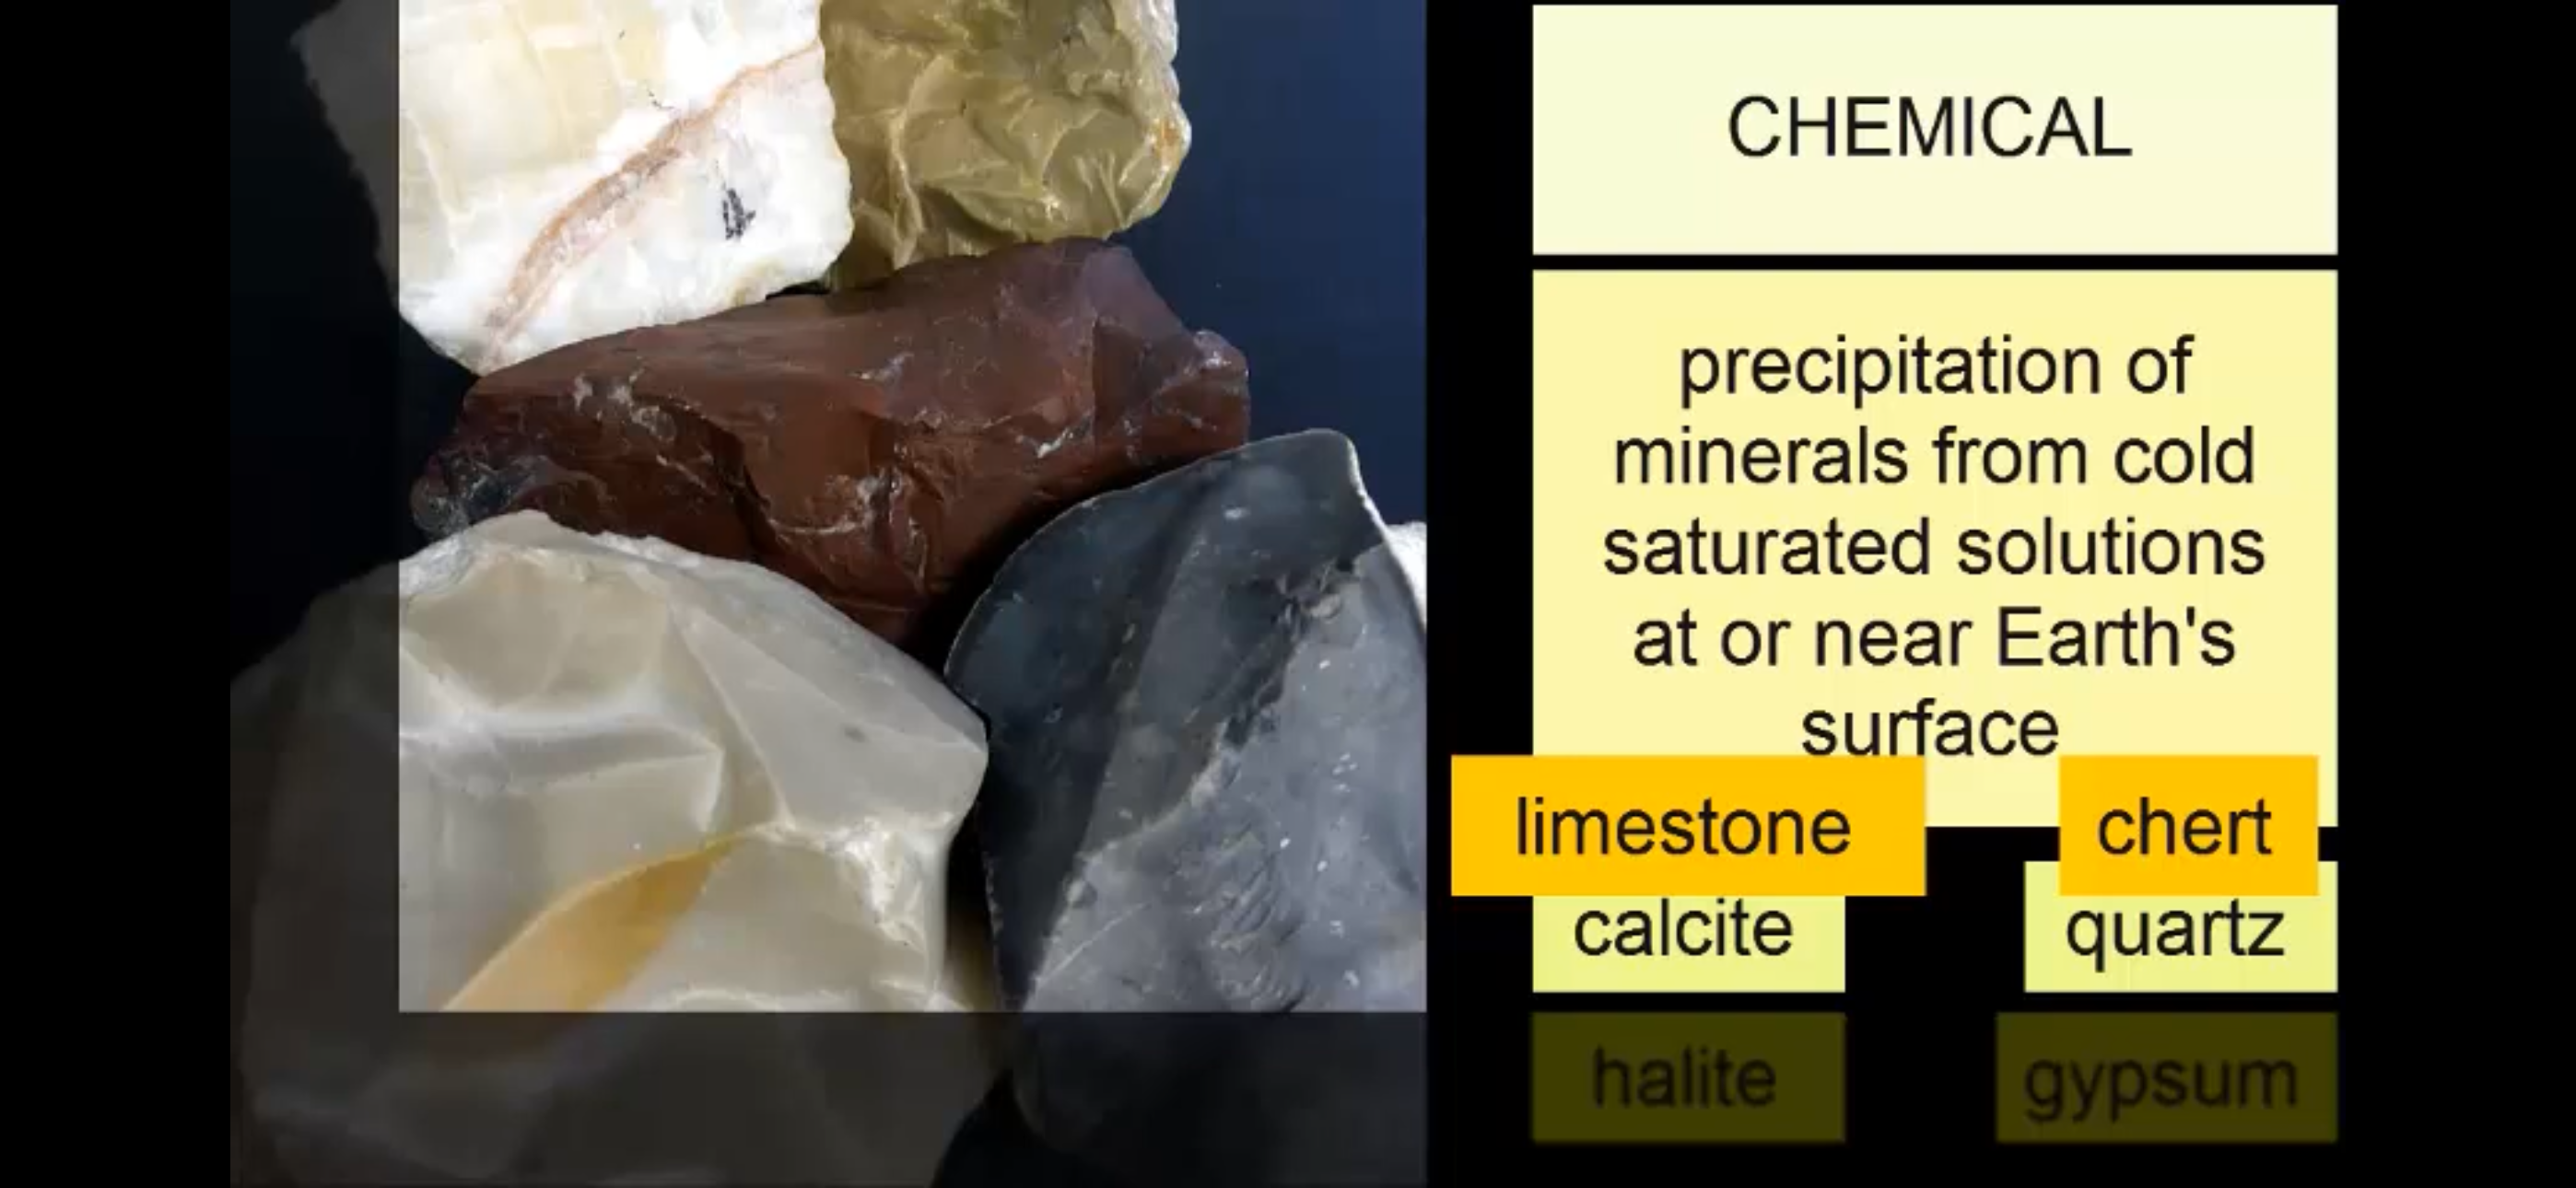 CHEMICAL
precipitation of
minerals from cold
saturated solutions
at or near Earth's
surface
limestone chert
calcite quartz
halite gypsum